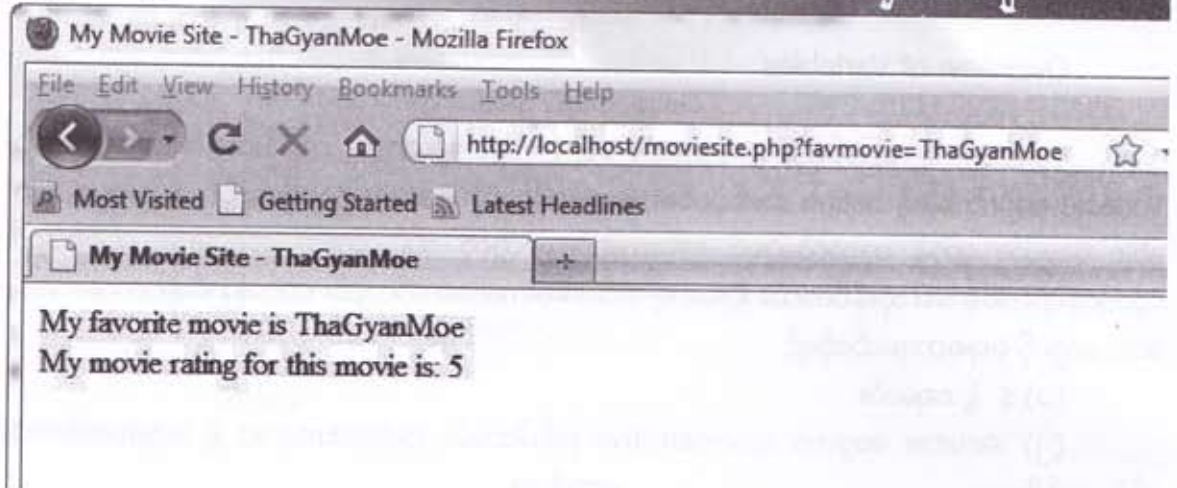 My Movie Site - ThaGyanMoe - Mozilla Firefox
File Edit View History Bookmarks Tools Help
http://localhost/moviesite.php?favmovie=ThaGyanMoe
Most Visited Getting Started Latest Headlines
My Movie Site - ThaGyanMoe
My favorite movie is ThaGyanMoe
My movie rating for this movie is: 5